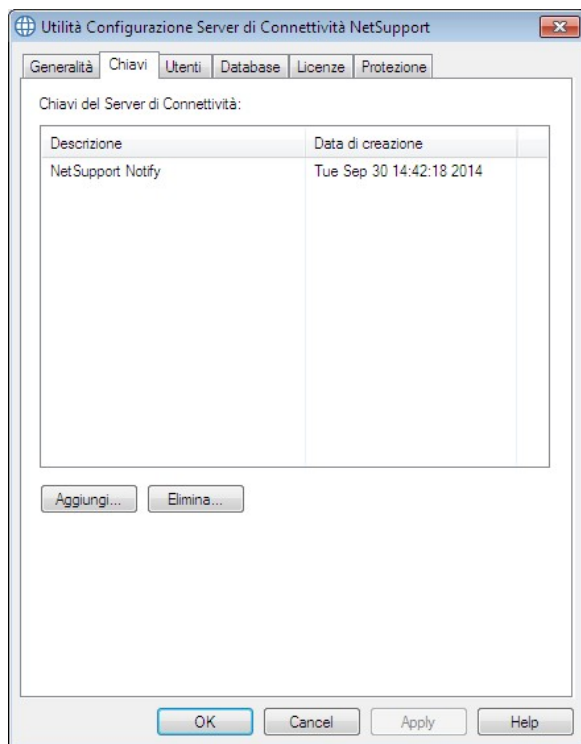 Utilità Configurazione Server di Connettività NetSupport
Generalità Chiavi Utenti Database Licenze Protezione
Chiavi del Server di Connettività:
Descrizione Data di creazione
NetSupport Notify Tue Sep 30 14:42:18 2014
Aggiungi... Elimina...
OK Cancel Apply Help